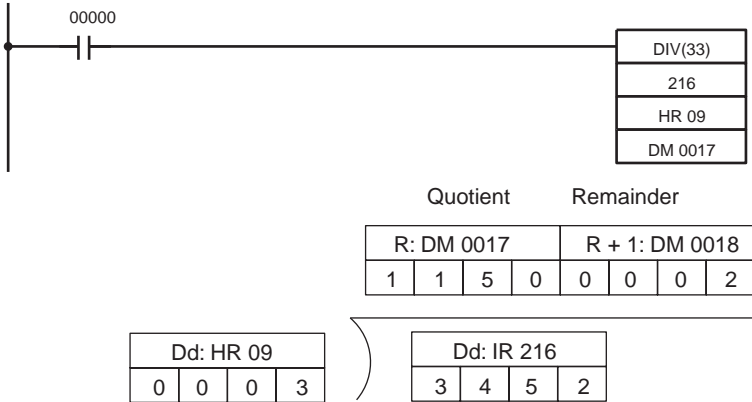 00000
DIV(33)
216
HR 09
DM 0017
Quotient Remainder
R: DM 0017 R + 1: DM 0018
1 1 5 0 0 0 0 2
Dd: HR 09 Dd: IR 216
0 0 0 3 3 4 5 2